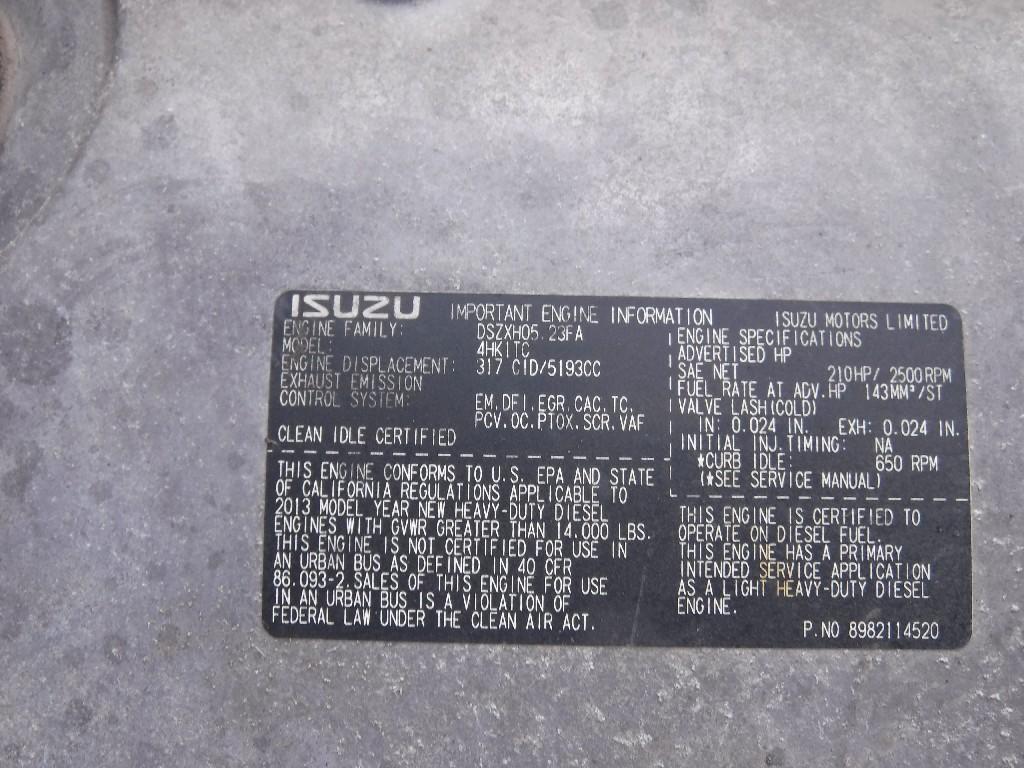 ISUZU IMPORTANT ENGINE INFORMATION ISUZU MOTORS LIMITED
ENGINE FAMILY: DSZXH05.23FA
MODEL: 4HK1TC
ENGINE DISPLACEMENT: 317 CID/5193CC
EXHAUST EMISSION
CONTROL SYSTEM: EM,DFI,EGR,CAC,TC,
PCV,OC,PTOX,SCR,VAF
CLEAN IDLE CERTIFIED
THIS ENGINE CONFORMS TO U.S. EPA AND STATE
OF CALIFORNIA REGULATIONS APPLICABLE TO
2013 MODEL YEAR NEW HEAVY-DUTY DIESEL
ENGINES WITH GVWR GREATER THAN 14,000 LBS.
THIS ENGINE IS NOT CERTIFIED FOR USE IN
AN URBAN BUS AS DEFINED IN 40 CFR
86.093-2.SALES OF THIS ENGINE FOR USE
IN AN URBAN BUS IS A VIOLATION OF
FEDERAL LAW UNDER THE CLEAN AIR ACT.
ENGINE SPECIFICATIONS
ADVERTISED HP
SAE NET 210HP/ 2500RPM
FUEL RATE AT ADV.HP 143MM³/ST
VALVE LASH(COLD)
IN: 0.024 IN. EXH: 0.024 IN.
INITIAL INJ.TIMING: NA
*CURB IDLE: 650 RPM
(*SEE SERVICE MANUAL)
THIS ENGINE IS CERTIFIED TO
OPERATE ON DIESEL FUEL.
THIS ENGINE HAS A PRIMARY
INTENDED SERVICE APPLICATION
AS A LIGHT HEAVY-DUTY DIESEL
ENGINE.
P.NO 8982114520